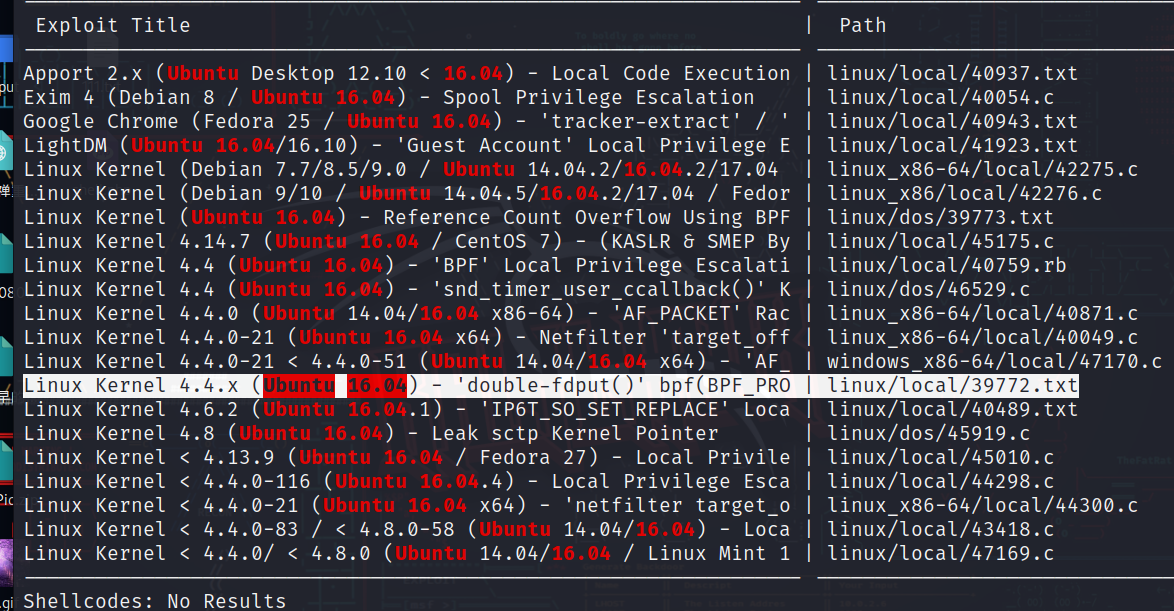 Exploit Title | Path
Apport 2.x (Ubuntu Desktop 12.10 < 16.04) - Local Code Execution | linux/local/40937.txt
Exim 4 (Debian 8 / Ubuntu 16.04) - Spool Privilege Escalation | linux/local/40054.c
Google Chrome (Fedora 25 / Ubuntu 16.04) - 'tracker-extract' / ' | linux/local/40943.txt
LightDM (Ubuntu 16.04/16.10) - 'Guest Account' Local Privilege E | linux/local/41923.txt
Linux Kernel (Debian 7.7/8.5/9.0 / Ubuntu 14.04.2/16.04.2/17.04 | linux_x86-64/local/42275.c
Linux Kernel (Debian 9/10 / Ubuntu 14.04.5/16.04.2/17.04 / Fedor | linux_x86/local/42276.c
Linux Kernel (Ubuntu 16.04) - Reference Count Overflow Using BPF | linux/dos/39773.txt
Linux Kernel 4.14.7 (Ubuntu 16.04 / CentOS 7) - (KASLR & SMEP By | linux/local/45175.c
Linux Kernel 4.4 (Ubuntu 16.04) - 'BPF' Local Privilege Escalati | linux/local/40759.rb
Linux Kernel 4.4 (Ubuntu 16.04) - 'snd_timer_user_ccallback()' K | linux/dos/46529.c
Linux Kernel 4.4.0 (Ubuntu 14.04/16.04 x86-64) - 'AF_PACKET' Rac | linux_x86-64/local/40871.c
Linux Kernel 4.4.0-21 (Ubuntu 16.04 x64) - Netfilter 'target_off | linux_x86-64/local/40049.c
Linux Kernel 4.4.0-21 < 4.4.0-51 (Ubuntu 14.04/16.04 x64) - 'AF_ | windows_x86-64/local/47170.c
Linux Kernel 4.4.x (Ubuntu 16.04) - 'double-fdput()' bpf(BPF_PRO | linux/local/39772.txt
Linux Kernel 4.6.2 (Ubuntu 16.04.1) - 'IP6T_SO_SET_REPLACE' Loca | linux/local/40489.txt
Linux Kernel 4.8 (Ubuntu 16.04) - Leak sctp Kernel Pointer | linux/dos/45919.c
Linux Kernel < 4.13.9 (Ubuntu 16.04 / Fedora 27) - Local Privile | linux/local/45010.c
Linux Kernel < 4.4.0-116 (Ubuntu 16.04.4) - Local Privilege Esca | linux/local/44298.c
Linux Kernel < 4.4.0-21 (Ubuntu 16.04 x64) - 'netfilter target_o | linux_x86-64/local/44300.c
Linux Kernel < 4.4.0-83 / < 4.8.0-58 (Ubuntu 14.04/16.04) - Loca | linux/local/43418.c
Linux Kernel < 4.4.0/ < 4.8.0 (Ubuntu 14.04/16.04 / Linux Mint 1 | linux/local/47169.c
Shellcodes: No Results